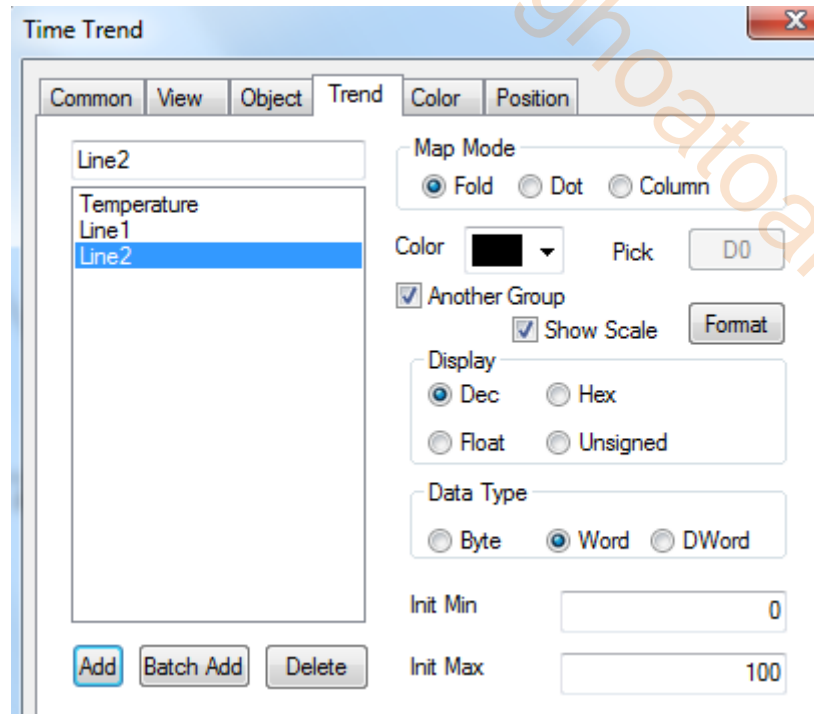 Time Trend
Common View Object Trend Color Position
Line2
Temperature
Line1
Line2
Add Batch Add Delete
Map Mode
Fold Dot Column
Color Pick D0
Another Group
Show Scale Format
Display
Dec Hex
Float Unsigned
Data Type
Byte Word DWord
Init Min 0
Init Max 100